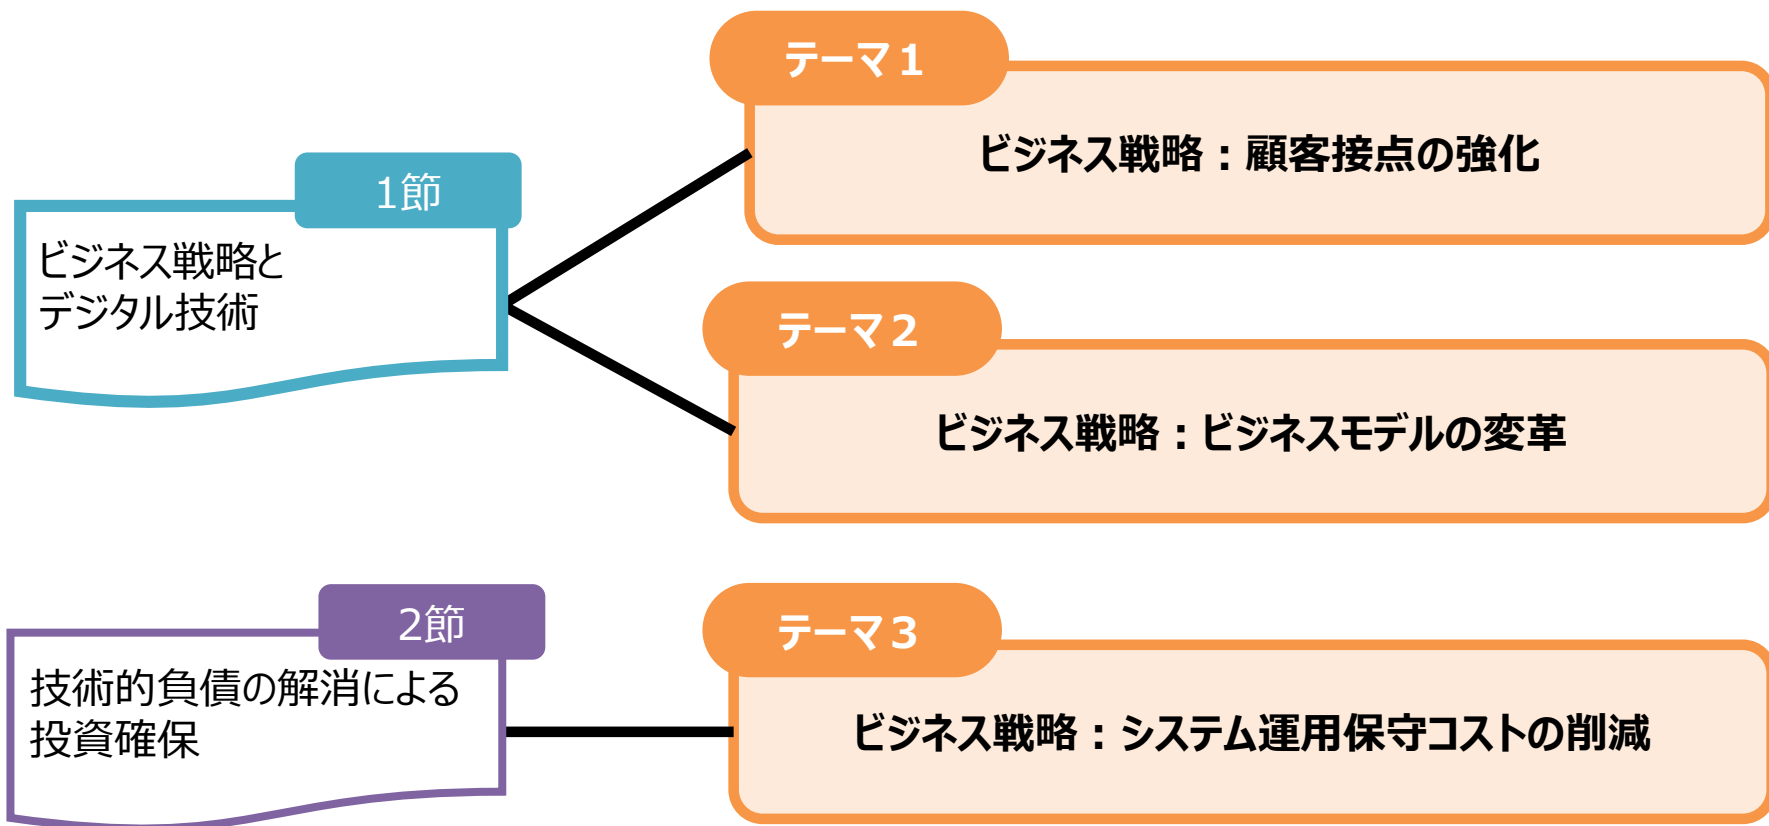 テーマ１
ビジネス戦略：顧客接点の強化
1節
ビジネス戦略と
デジタル技術
テーマ２
ビジネス戦略：ビジネスモデルの変革
2節
技術的負債の解消による
投資確保
テーマ３
ビジネス戦略：システム運用保守コストの削減